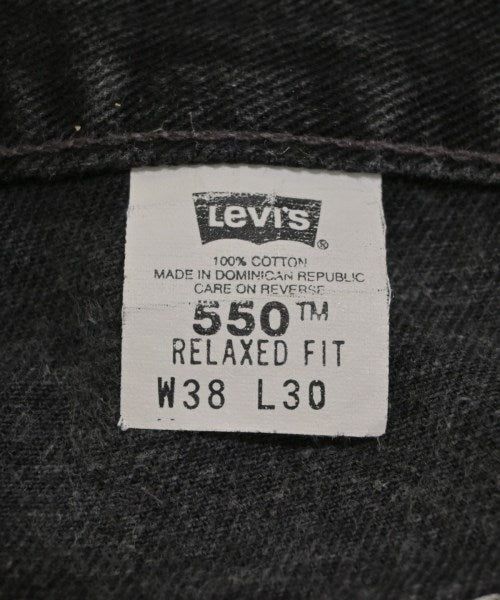 Levi's ®
100% COTTON
MADE IN DOMINICAN REPUBLIC
CARE ON REVERSE
550™
RELAXED FIT
W38 L30